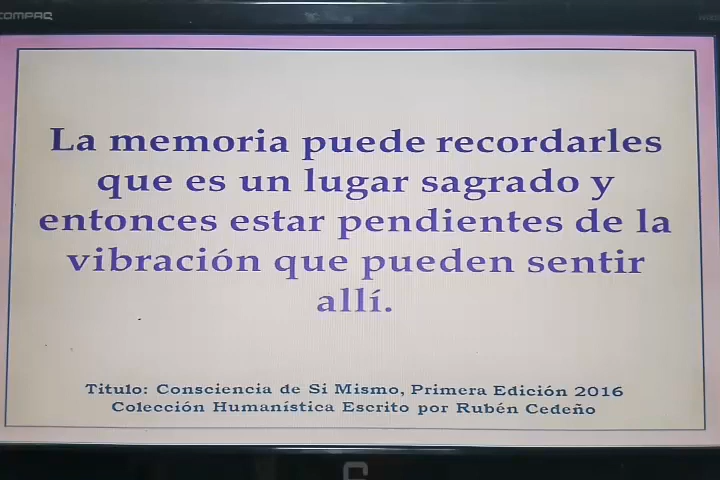 COMPAQ
La memoria puede recordarles
que es un lugar sagrado y
entonces estar pendientes de la
vibración que pueden sentir
allí.
Titulo: Consciencia de Si Mismo, Primera Edición 2016
Colección Humanística Escrito por Rubén Cedeño